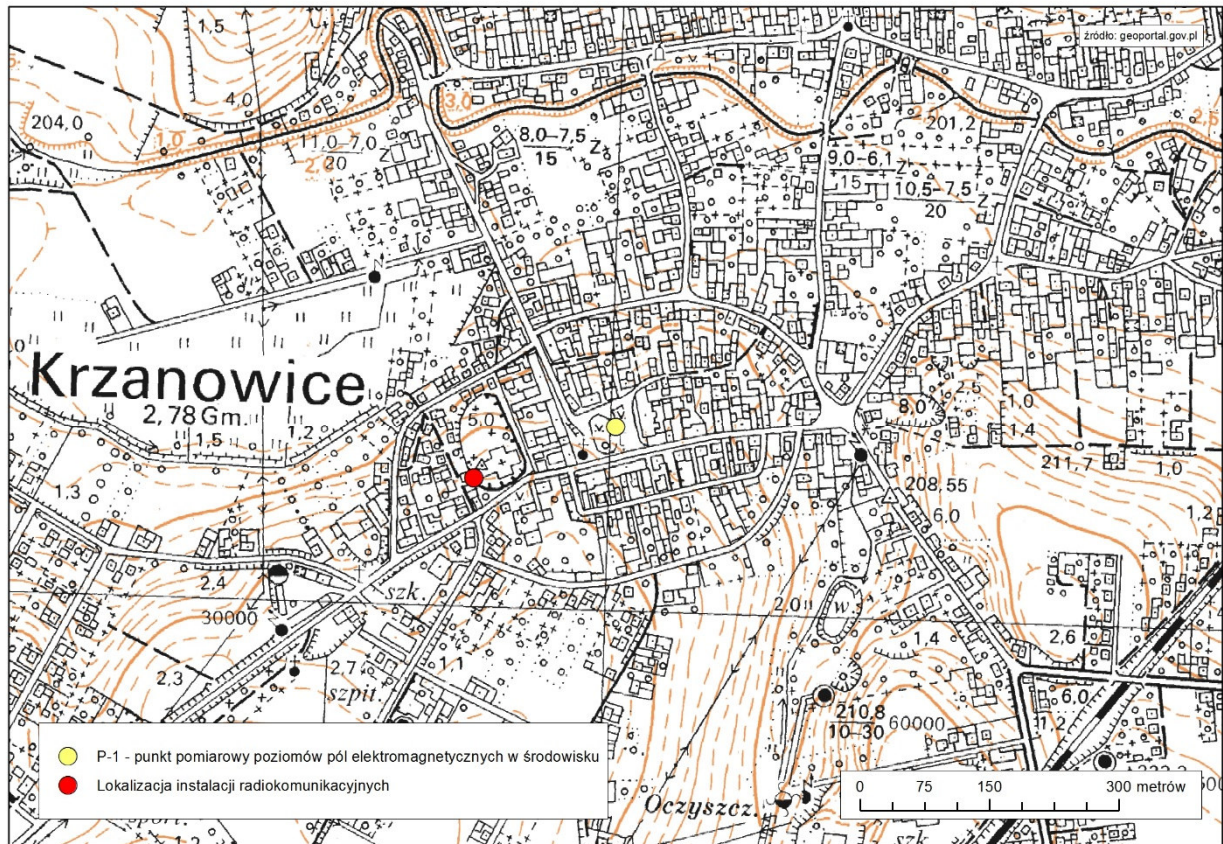 źródło: geoportal.gov.pl
1,5
4,0
3,0
204,0
1,0
11,0–7,0
20
Z
2,
8,0–7,5
15
Z
201,2
2,5
9,0–6,1
15
Z
10,5–7,5
20
Z
Krzanowice
2,78 Gm.
1,5
1,2
5,0
2,5
1,0
8,0
1,4
211,7
1,0
1,3
208,55
6,0
1,2
2,4
szk.
30000
2,0
w.
1,4
2,6
2,3
2,7
1,1
szpit
6,0
1,2
210,8
10–30
60000
P-1 - punkt pomiarowy poziomów pól elektromagnetycznych w środowisku
Lokalizacja instalacji radiokomunikacyjnych
Oczyszcz.
0 75 150 300 metrów
szk